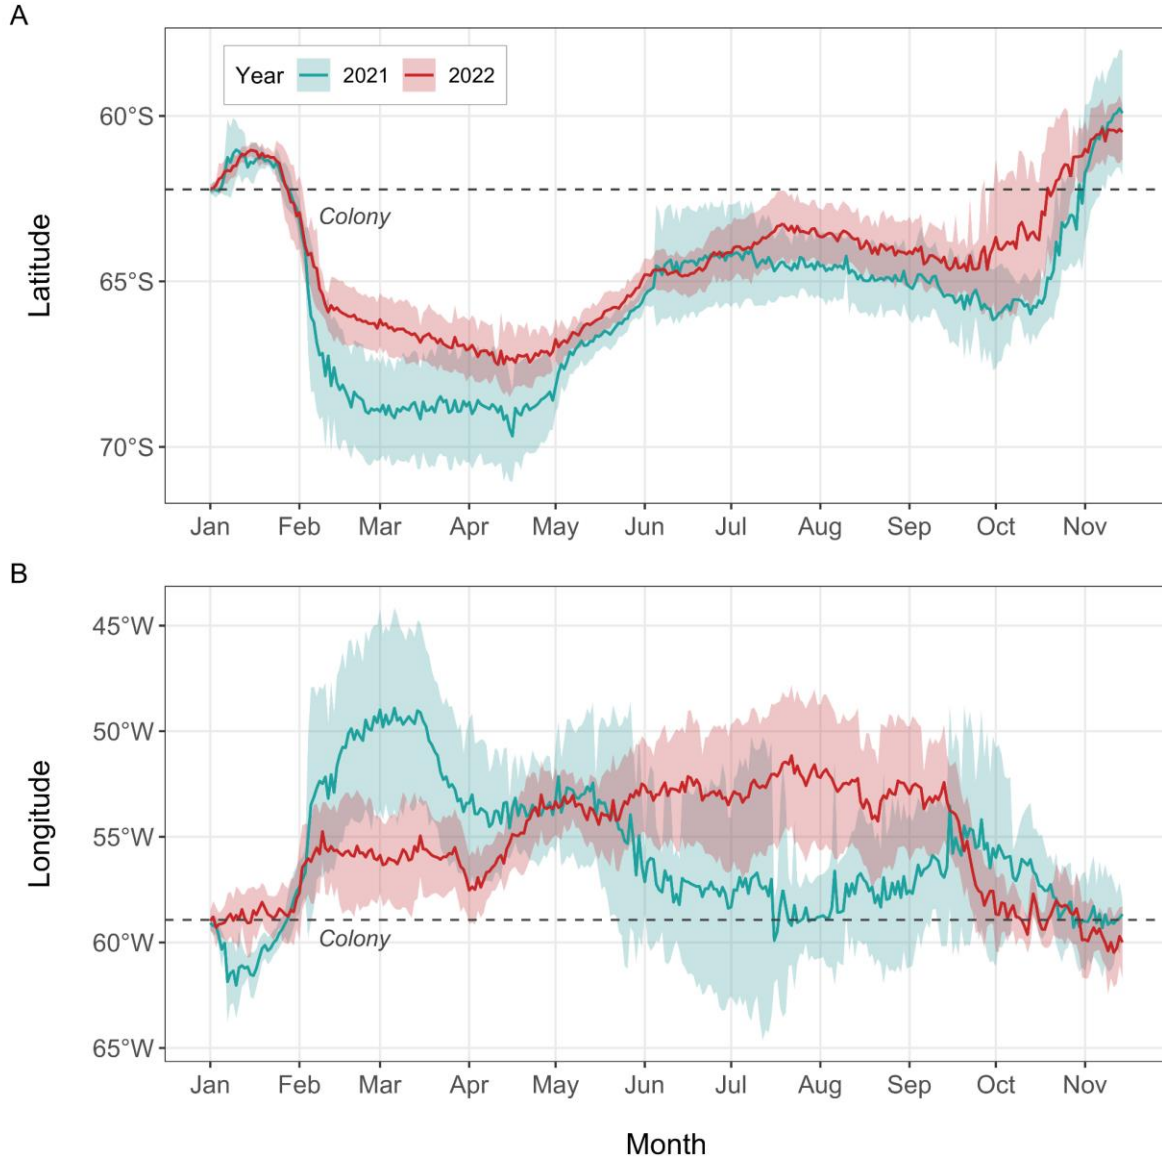 A
Year 2021 2022
60°S
Colony
65°S
70°S
Latitude
Jan Feb Mar Apr May Jun Jul Aug Sep Oct Nov
B
45°W
50°W
55°W
60°W
Colony
65°W
Longitude
Jan Feb Mar Apr May Jun Jul Aug Sep Oct Nov
Month